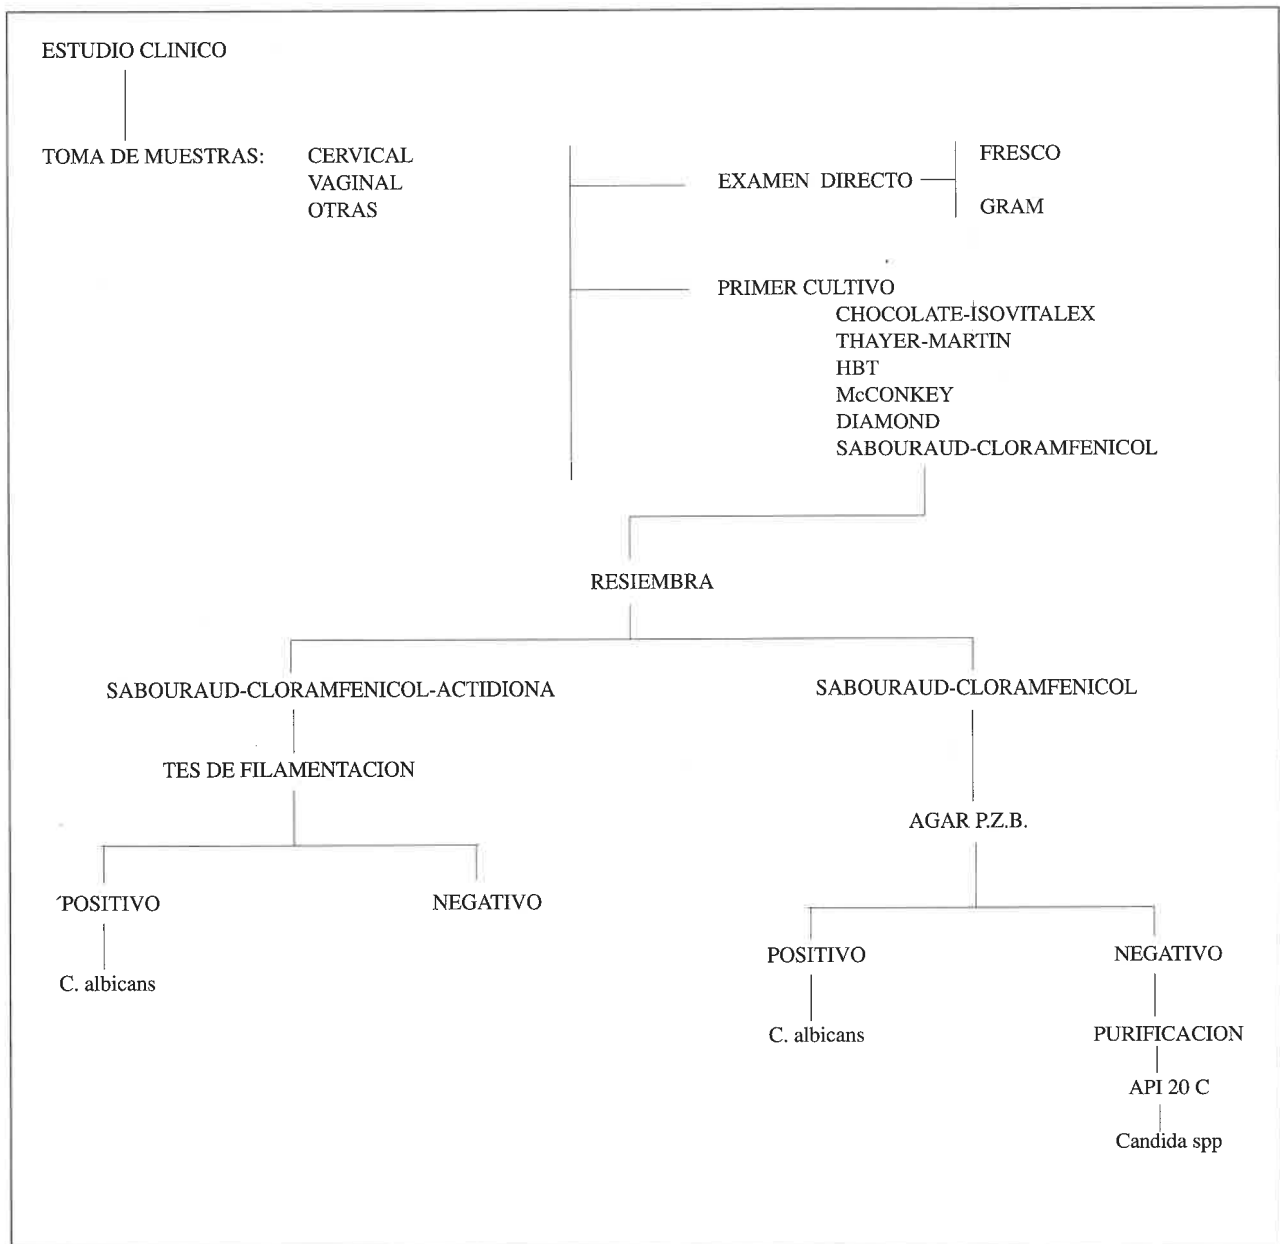 ESTUDIO CLINICO
TOMA DE MUESTRAS: CERVICAL
VAGINAL
OTRAS
EXAMEN DIRECTO
FRESCO
GRAM
PRIMER CULTIVO
CHOCOLATE-ISOVITALEX
THAYER-MARTIN
HBT
McCONKEY
DIAMOND
SABOURAUD-CLORAMFENICOL
RESIEMBRA
SABOURAUD-CLORAMFENICOL-ACTIDIONA
TES DE FILAMENTACION
POSITIVO
NEGATIVO
C. albicans
SABOURAUD-CLORAMFENICOL
AGAR P.Z.B.
POSITIVO
NEGATIVO
C. albicans
PURIFICACION
API 20 C
Candida spp